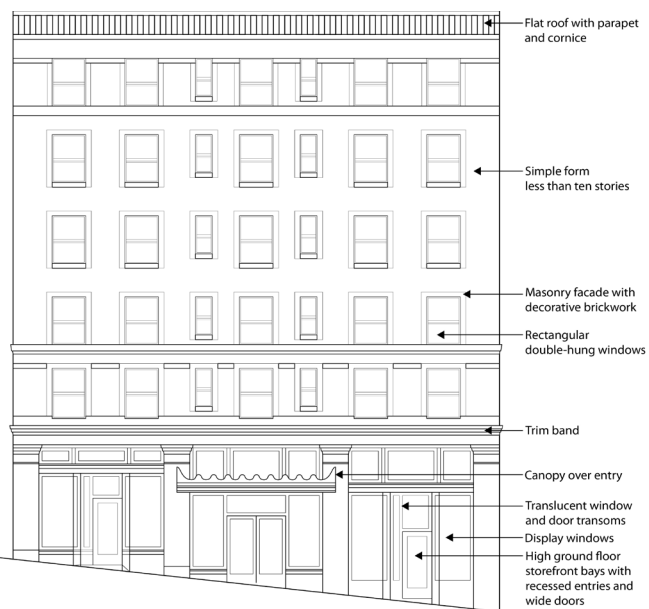 Flat roof with parapet
and cornice
Simple form
less than ten stories
Masonry facade with
decorative brickwork
Rectangular
double-hung windows
Trim band
Canopy over entry
Translucent window
and door transoms
Display windows
High ground floor
storefront bays with
recessed entries and
wide doors